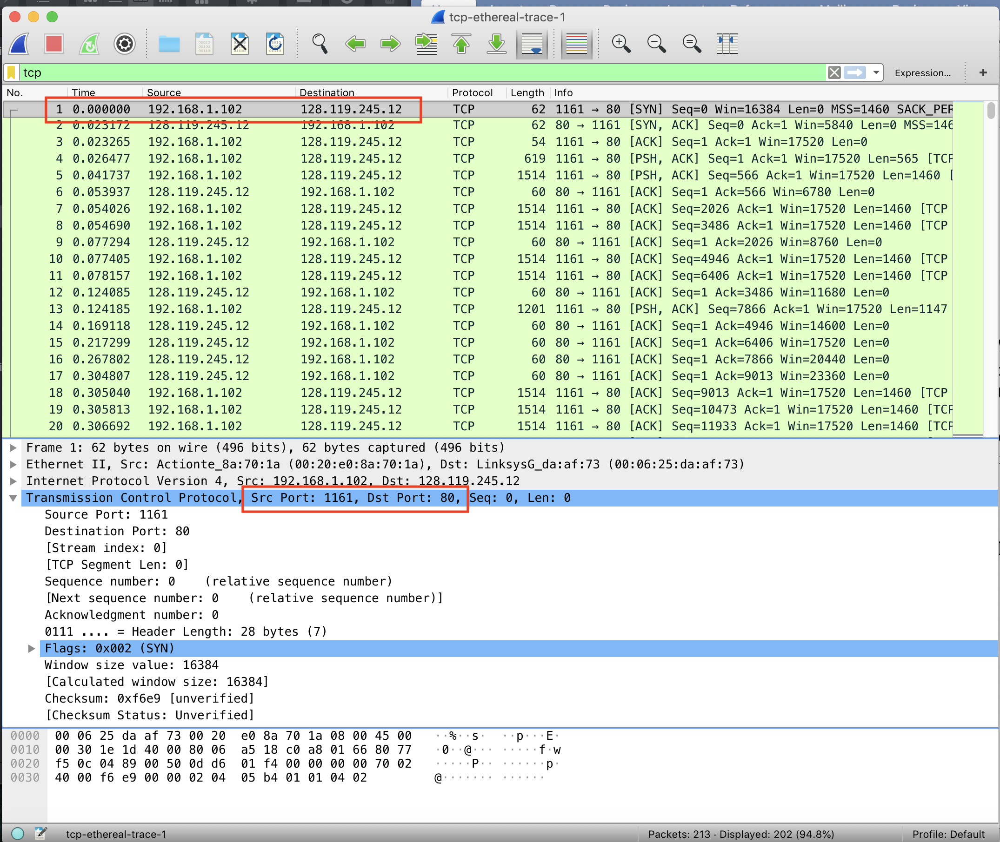 tcp-ethereal-trace-1
tcp
Expression...
+
No. Time Source Destination Protocol Length Info
1 0.000000 192.168.1.102 128.119.245.12 TCP 62 1161 → 80 [SYN] Seq=0 Win=16384 Len=0 MSS=1460 SACK_PER
2 0.023172 128.119.245.12 192.168.1.102 TCP 62 80 → 1161 [SYN, ACK] Seq=0 Ack=1 Win=5840 Len=0 MSS=146
3 0.023265 192.168.1.102 128.119.245.12 TCP 54 1161 → 80 [ACK] Seq=1 Ack=1 Win=17520 Len=0
4 0.026477 192.168.1.102 128.119.245.12 TCP 619 1161 → 80 [PSH, ACK] Seq=1 Ack=1 Win=17520 Len=565 [TCP
5 0.041737 192.168.1.102 128.119.245.12 TCP 1514 1161 → 80 [PSH, ACK] Seq=566 Ack=1 Win=17520 Len=1460 [
6 0.053937 128.119.245.12 192.168.1.102 TCP 60 80 → 1161 [ACK] Seq=1 Ack=566 Win=6780 Len=0
7 0.054026 192.168.1.102 128.119.245.12 TCP 1514 1161 → 80 [ACK] Seq=2026 Ack=1 Win=17520 Len=1460 [TCP
8 0.054690 192.168.1.102 128.119.245.12 TCP 1514 1161 → 80 [ACK] Seq=3486 Ack=1 Win=17520 Len=1460 [TCP
9 0.077294 128.119.245.12 192.168.1.102 TCP 60 80 → 1161 [ACK] Seq=1 Ack=2026 Win=8760 Len=0
10 0.077405 192.168.1.102 128.119.245.12 TCP 1514 1161 → 80 [ACK] Seq=4946 Ack=1 Win=17520 Len=1460 [TCP
11 0.078157 192.168.1.102 128.119.245.12 TCP 1514 1161 → 80 [ACK] Seq=6406 Ack=1 Win=17520 Len=1460 [TCP
12 0.124085 128.119.245.12 192.168.1.102 TCP 60 80 → 1161 [ACK] Seq=1 Ack=3486 Win=11680 Len=0
13 0.124185 192.168.1.102 128.119.245.12 TCP 1201 1161 → 80 [PSH, ACK] Seq=7866 Ack=1 Win=17520 Len=1147
14 0.169118 128.119.245.12 192.168.1.102 TCP 60 80 → 1161 [ACK] Seq=1 Ack=4946 Win=14600 Len=0
15 0.217299 128.119.245.12 192.168.1.102 TCP 60 80 → 1161 [ACK] Seq=1 Ack=6406 Win=17520 Len=0
16 0.267802 128.119.245.12 192.168.1.102 TCP 60 80 → 1161 [ACK] Seq=1 Ack=7866 Win=20440 Len=0
17 0.304807 128.119.245.12 192.168.1.102 TCP 60 80 → 1161 [ACK] Seq=1 Ack=9013 Win=23360 Len=0
18 0.305040 192.168.1.102 128.119.245.12 TCP 1514 1161 → 80 [ACK] Seq=9013 Ack=1 Win=17520 Len=1460 [TCP
19 0.305813 192.168.1.102 128.119.245.12 TCP 1514 1161 → 80 [ACK] Seq=10473 Ack=1 Win=17520 Len=1460 [TCP
20 0.306692 192.168.1.102 128.119.245.12 TCP 1514 1161 → 80 [ACK] Seq=11933 Ack=1 Win=17520 Len=1460 [TCP
Frame 1: 62 bytes on wire (496 bits), 62 bytes captured (496 bits)
Ethernet II, Src: Actionte_8a:70:1a (00:20:e0:8a:70:1a), Dst: LinksysG_da:af:73 (00:06:25:da:af:73)
Internet Protocol Version 4, Src: 192.168.1.102, Dst: 128.119.245.12
Transmission Control Protocol, Src Port: 1161, Dst Port: 80, Seq: 0, Len: 0
Source Port: 1161
Destination Port: 80
[Stream index: 0]
[TCP Segment Len: 0]
Sequence number: 0 (relative sequence number)
[Next sequence number: 0 (relative sequence number)]
Acknowledgment number: 0
0111 .... = Header Length: 28 bytes (7)
Flags: 0x002 (SYN)
Window size value: 16384
[Calculated window size: 16384]
Checksum: 0xf6e9 [unverified]
[Checksum Status: Unverified]
0000 00 06 25 da af 73 00 20 e0 8a 70 1a 08 00 45 00 ··%··s· ··p···E·
0010 00 30 1e 1d 40 00 80 06 a5 18 c0 a8 01 66 80 77 ·0··@··· ·····f·w
0020 f5 0c 04 89 00 50 0d d6 01 f4 00 00 00 00 70 02 ·····P·· ······p·
0030 40 00 f6 e9 00 00 02 04 05 b4 01 01 04 02 @······· ······
tcp-ethereal-trace-1
Packets: 213 · Displayed: 202 (94.8%)
Profile: Default